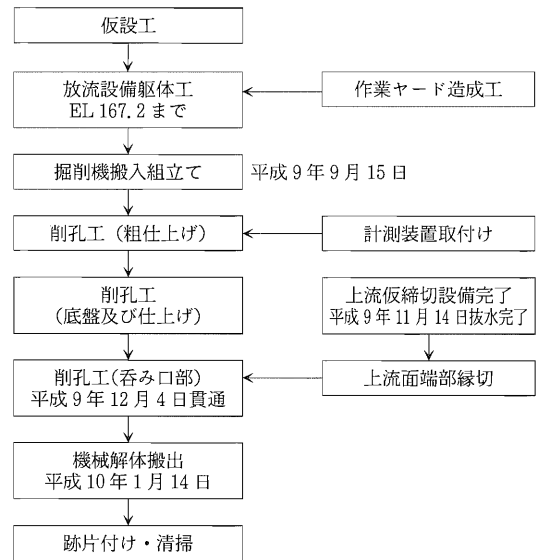 仮設工
放流設備躯体工
EL 167.2 まで
作業ヤード造成工
掘削機搬入組立て
平成 9 年 9 月 15 日
削孔工（粗仕上げ）
計測装置取付け
削孔工
(底盤及び仕上げ)
上流仮締切設備完了
平成 9 年 11 月 14 日抜水完了
削孔工(呑み口部)
平成 9 年 12 月 4 日貫通
上流面端部縁切
機械解体搬出
平成 10 年 1 月 14 日
跡片付け・清掃